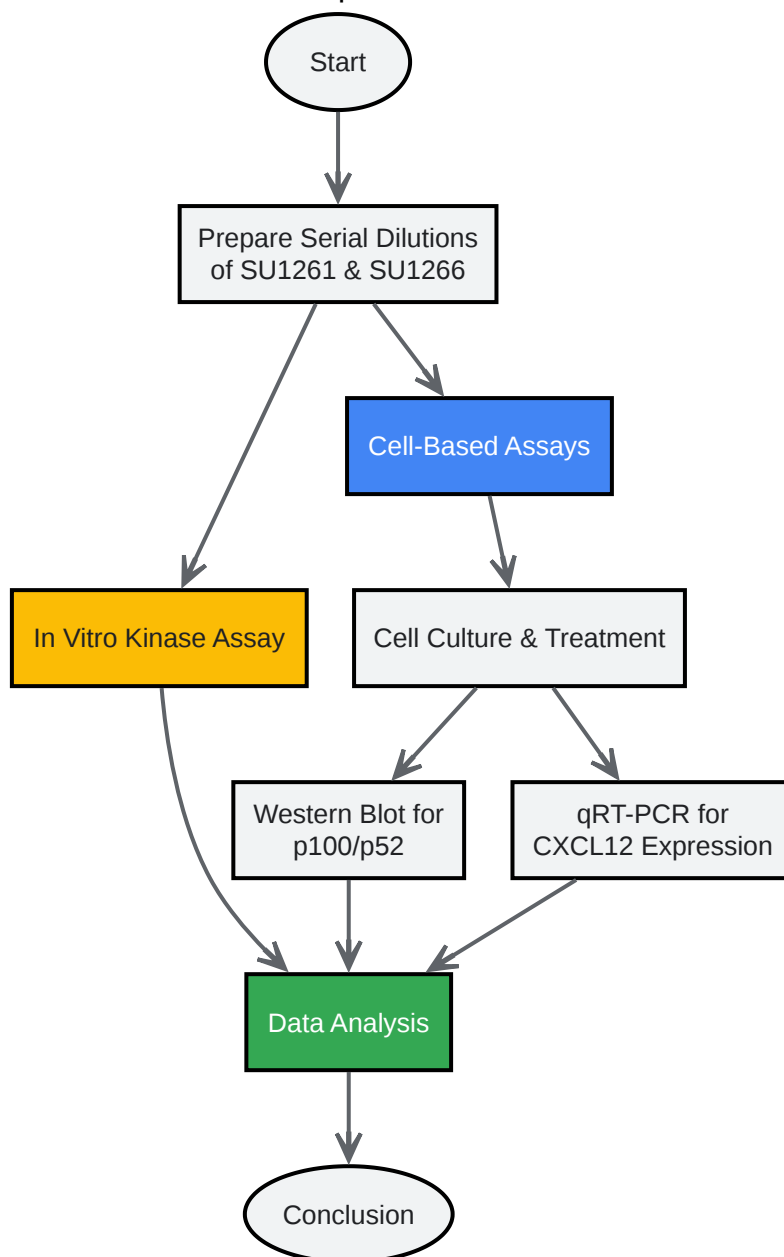 Start
Prepare Serial Dilutions
of SU1261 & SU1266
Cell-Based Assays
In Vitro Kinase Assay
Cell Culture & Treatment
Western Blot for
p100/p52
qRT-PCR for
CXCL12 Expression
Data Analysis
Conclusion